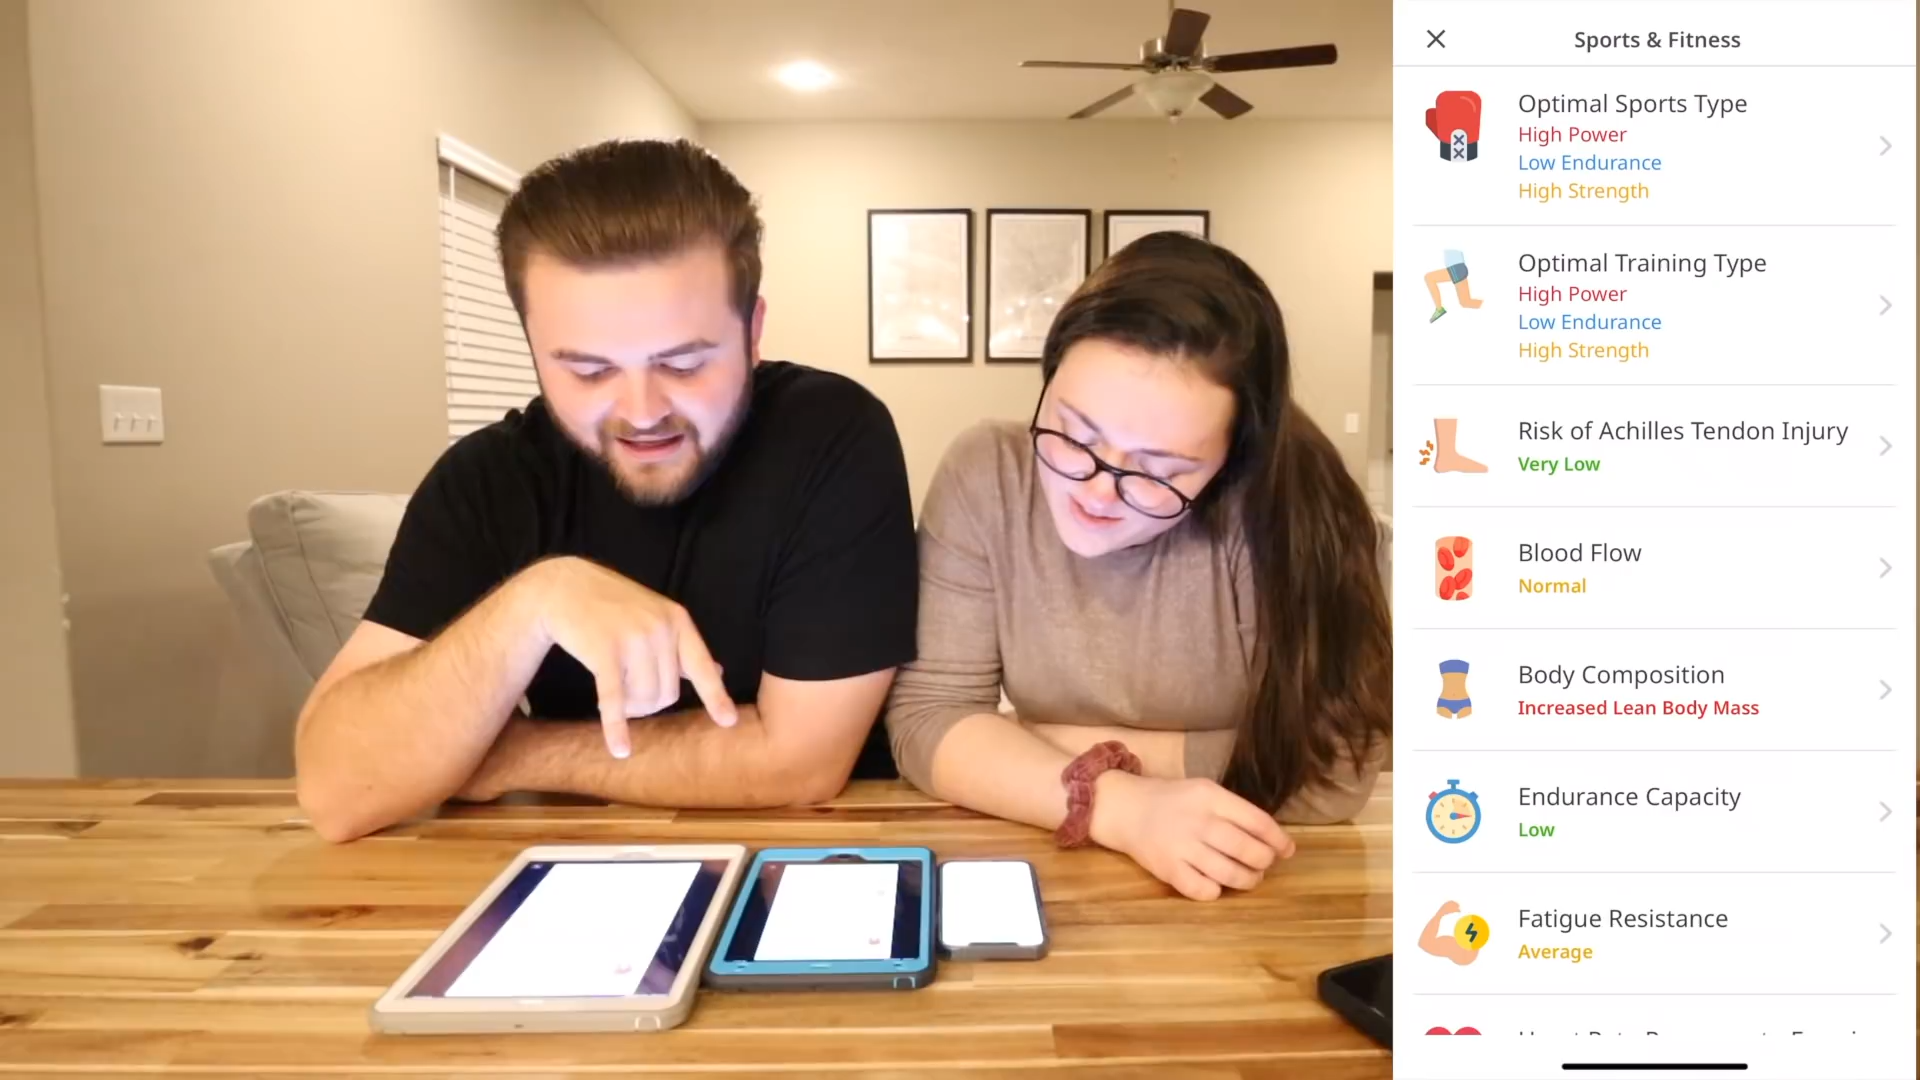 Sports & Fitness
Optimal Sports Type
High Power
Low Endurance
High Strength
Optimal Training Type
High Power
Low Endurance
High Strength
Risk of Achilles Tendon Injury
Very Low
Blood Flow
Normal
Body Composition
Increased Lean Body Mass
Endurance Capacity
Low
Fatigue Resistance
Average